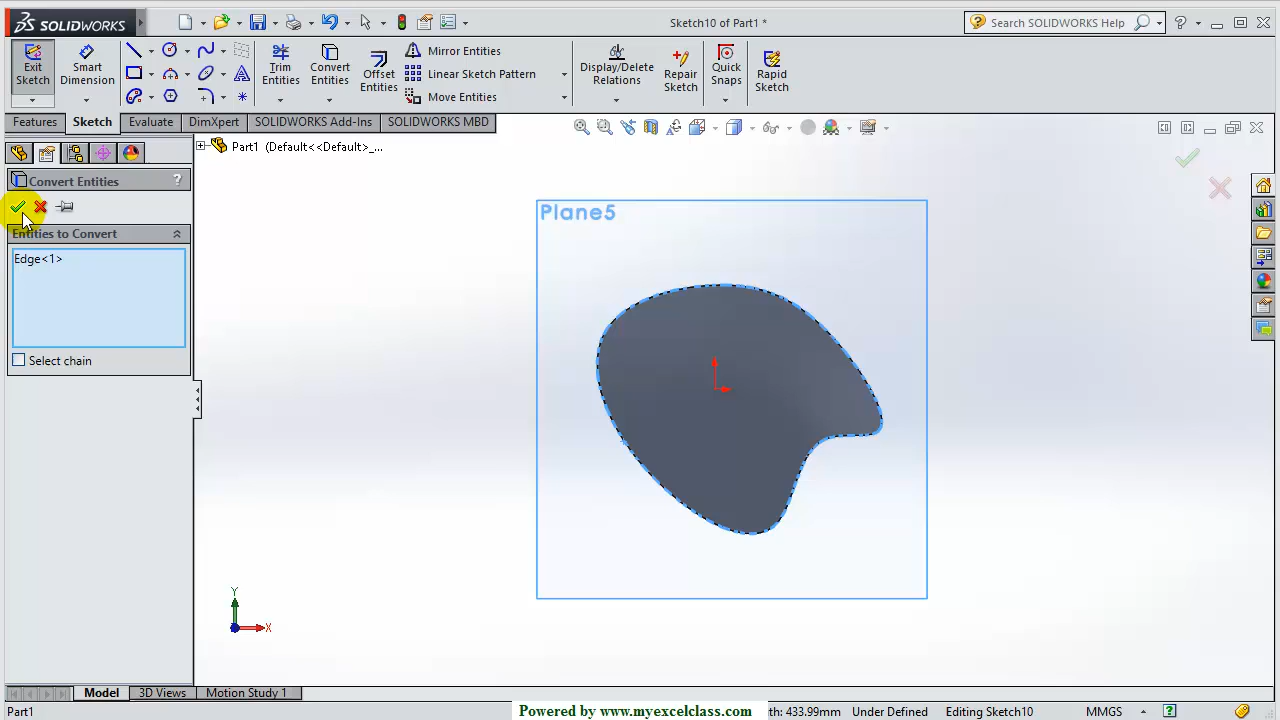 SOLIDWORKS
Sketch10 of Part1 *
Search SOLIDWORKS Help
Exit Sketch
Smart Dimension
Trim Entities
Convert Entities
Offset Entities
Mirror Entities
Linear Sketch Pattern
Move Entities
Display/Delete Relations
Repair Sketch
Quick Snaps
Rapid Sketch
Features
Sketch
Evaluate
DimXpert
SOLIDWORKS Add-Ins
SOLIDWORKS MBD
Part1 (Default<<Default>_...
Convert Entities
?
Entities to Convert
Edge<1>
Select chain
Plane5
Y
X
Model
3D Views
Motion Study 1
Part1
Powered by www.myexcelclass.com
th: 433.99mm
Under Defined
Editing Sketch10
MMGS